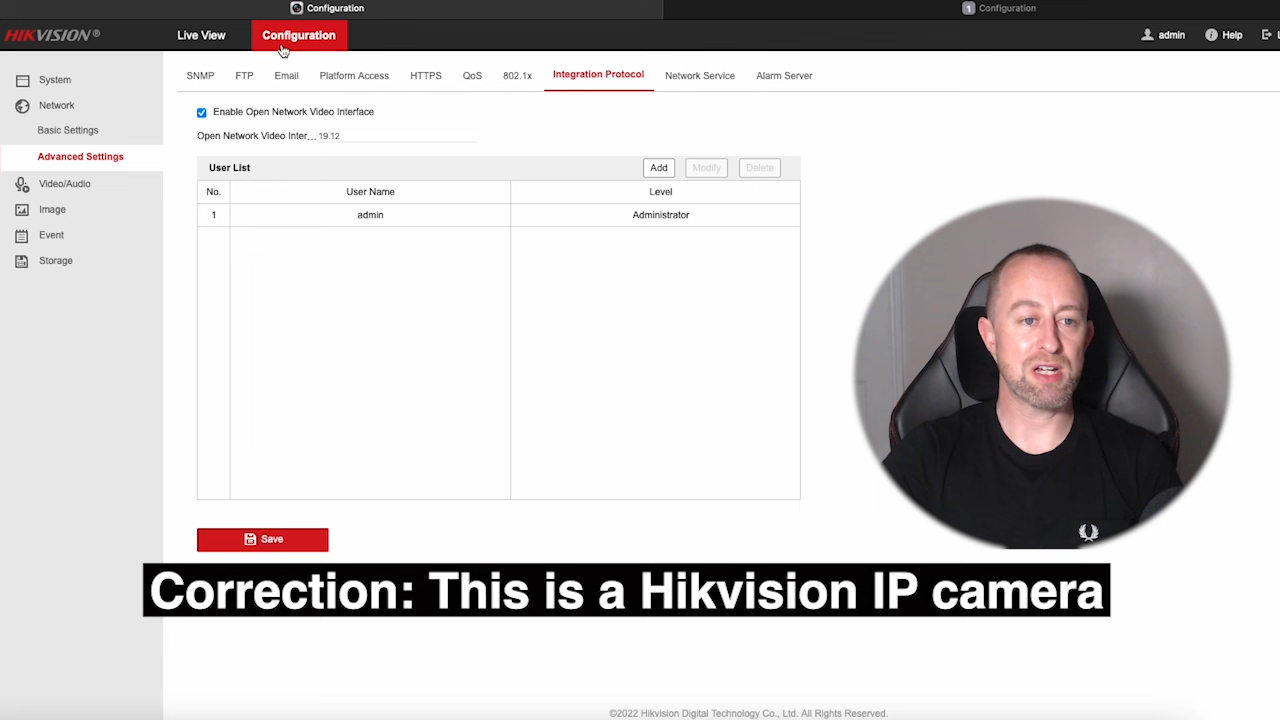 Configuration
1 Configuration
HIKVISION®
Live View
Configuration
admin
Help
System
Network
Basic Settings
Advanced Settings
Video/Audio
Image
Event
Storage
SNMP FTP Email Platform Access HTTPS QoS 802.1x Integration Protocol Network Service Alarm Server
Enable Open Network Video Interface
Open Network Video Inter... 19.12
User List Add Modify Delete
No. User Name Level
1 admin Administrator
Save
Correction: This is a Hikvision IP camera
©2022 Hikvision Digital Technology Co., Ltd. All Rights Reserved.